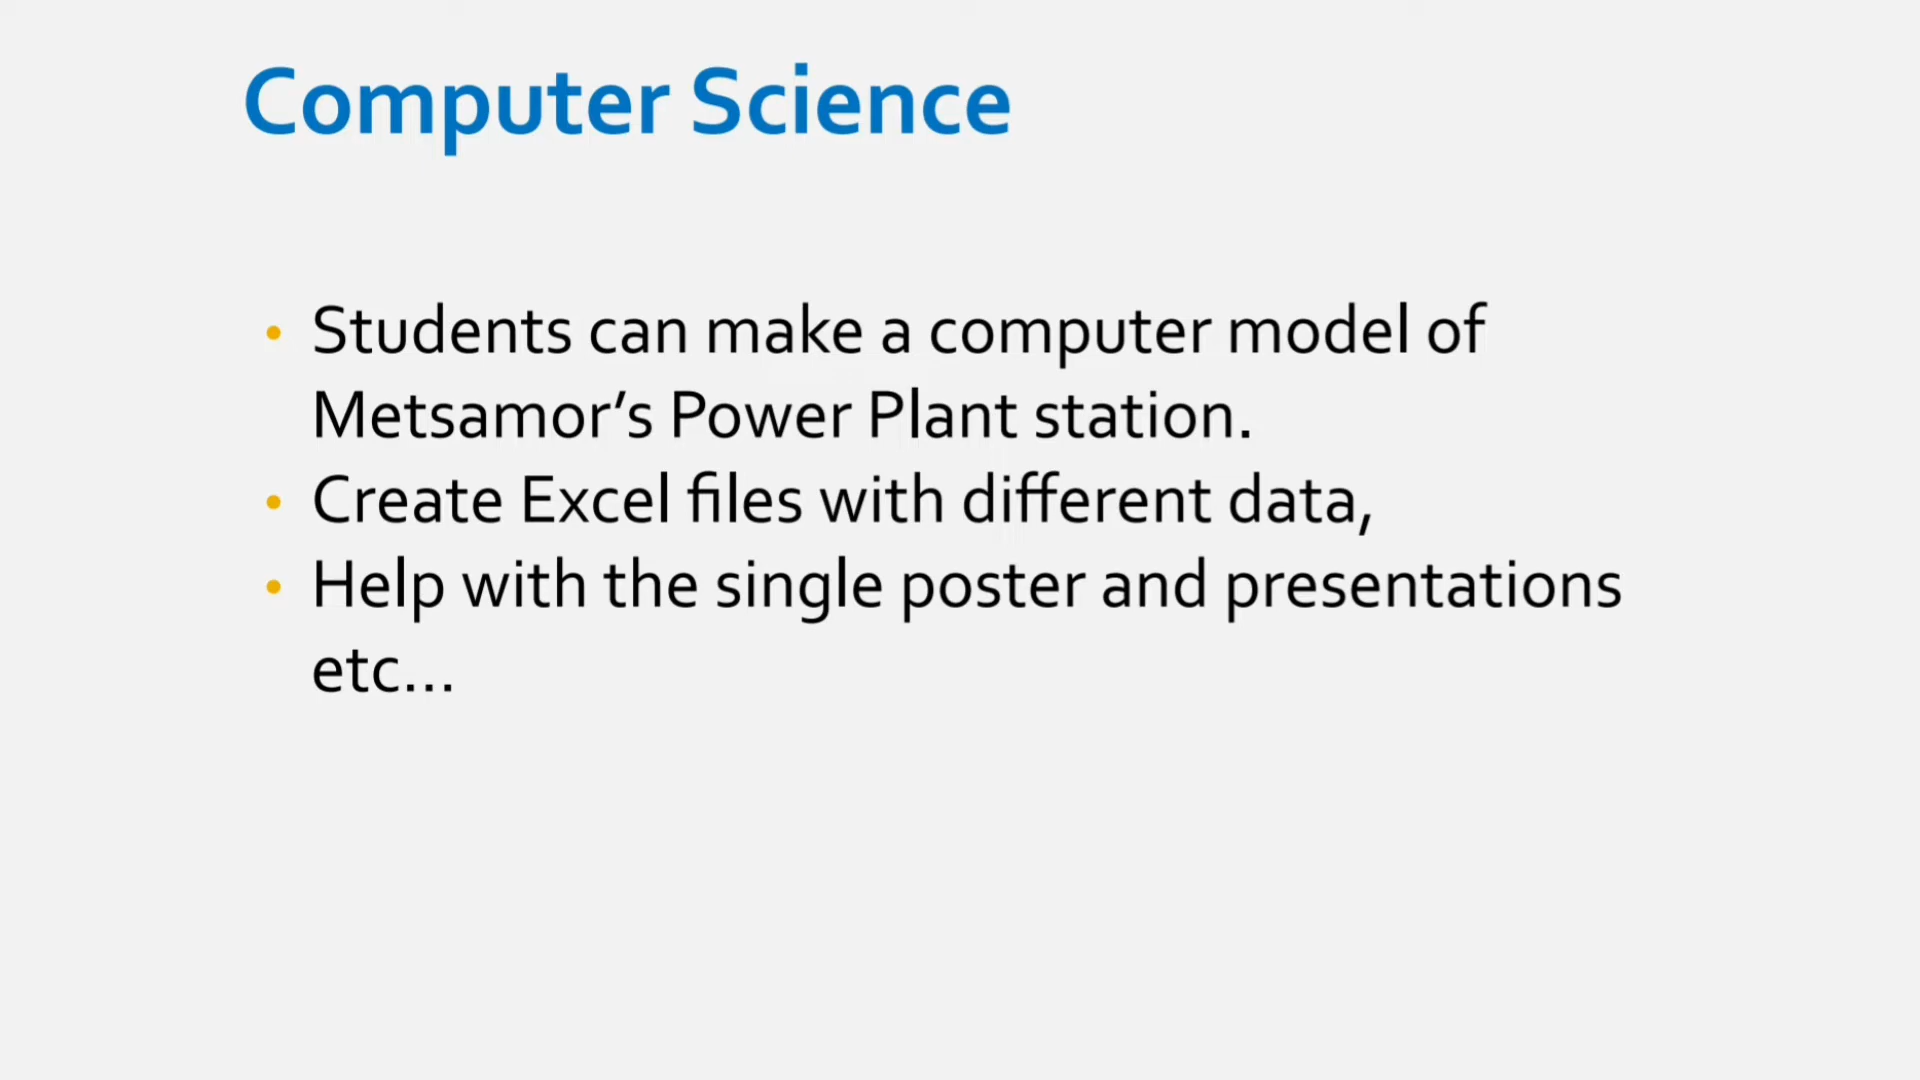 Computer Science
• Students can make a computer model of
Metsamor’s Power Plant station.
• Create Excel files with different data,
• Help with the single poster and presentations
etc...